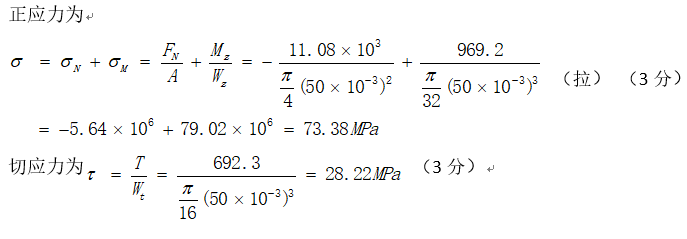 正应力为
σ = σ_N + σ_M = F_N/A + M_z/W_z = - 11.08 × 10³ / (π/4 (50 × 10⁻³)²) + 969.2 / (π/32 (50 × 10⁻³)³) (拉) (3 分)
= -5.64 × 10⁶ + 79.02 × 10⁶ = 73.38MPa
切应力为 τ = T/W_t = 692.3 / (π/16 (50 × 10⁻³)³) = 28.22MPa (3 分)